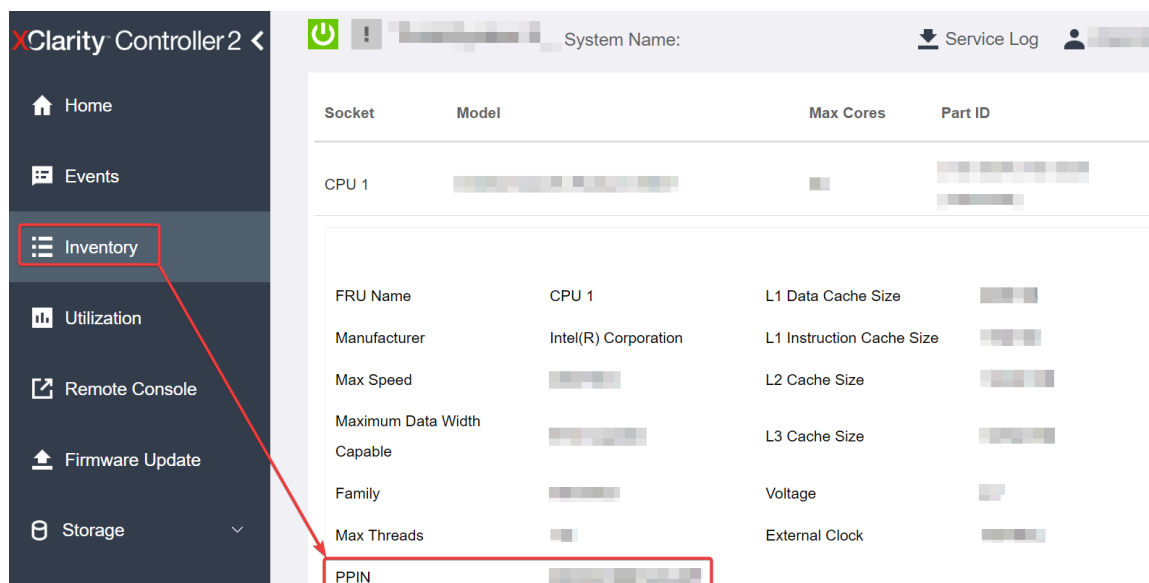 XClarity Controller 2
System Name:
Service Log
Home
Events
Inventory
Utilization
Remote Console
Firmware Update
Storage
Socket Model Max Cores Part ID
CPU 1
FRU Name CPU 1 L1 Data Cache Size
Manufacturer Intel(R) Corporation L1 Instruction Cache Size
Max Speed L2 Cache Size
Maximum Data Width
Capable
L3 Cache Size
Family Voltage
Max Threads External Clock
PPIN